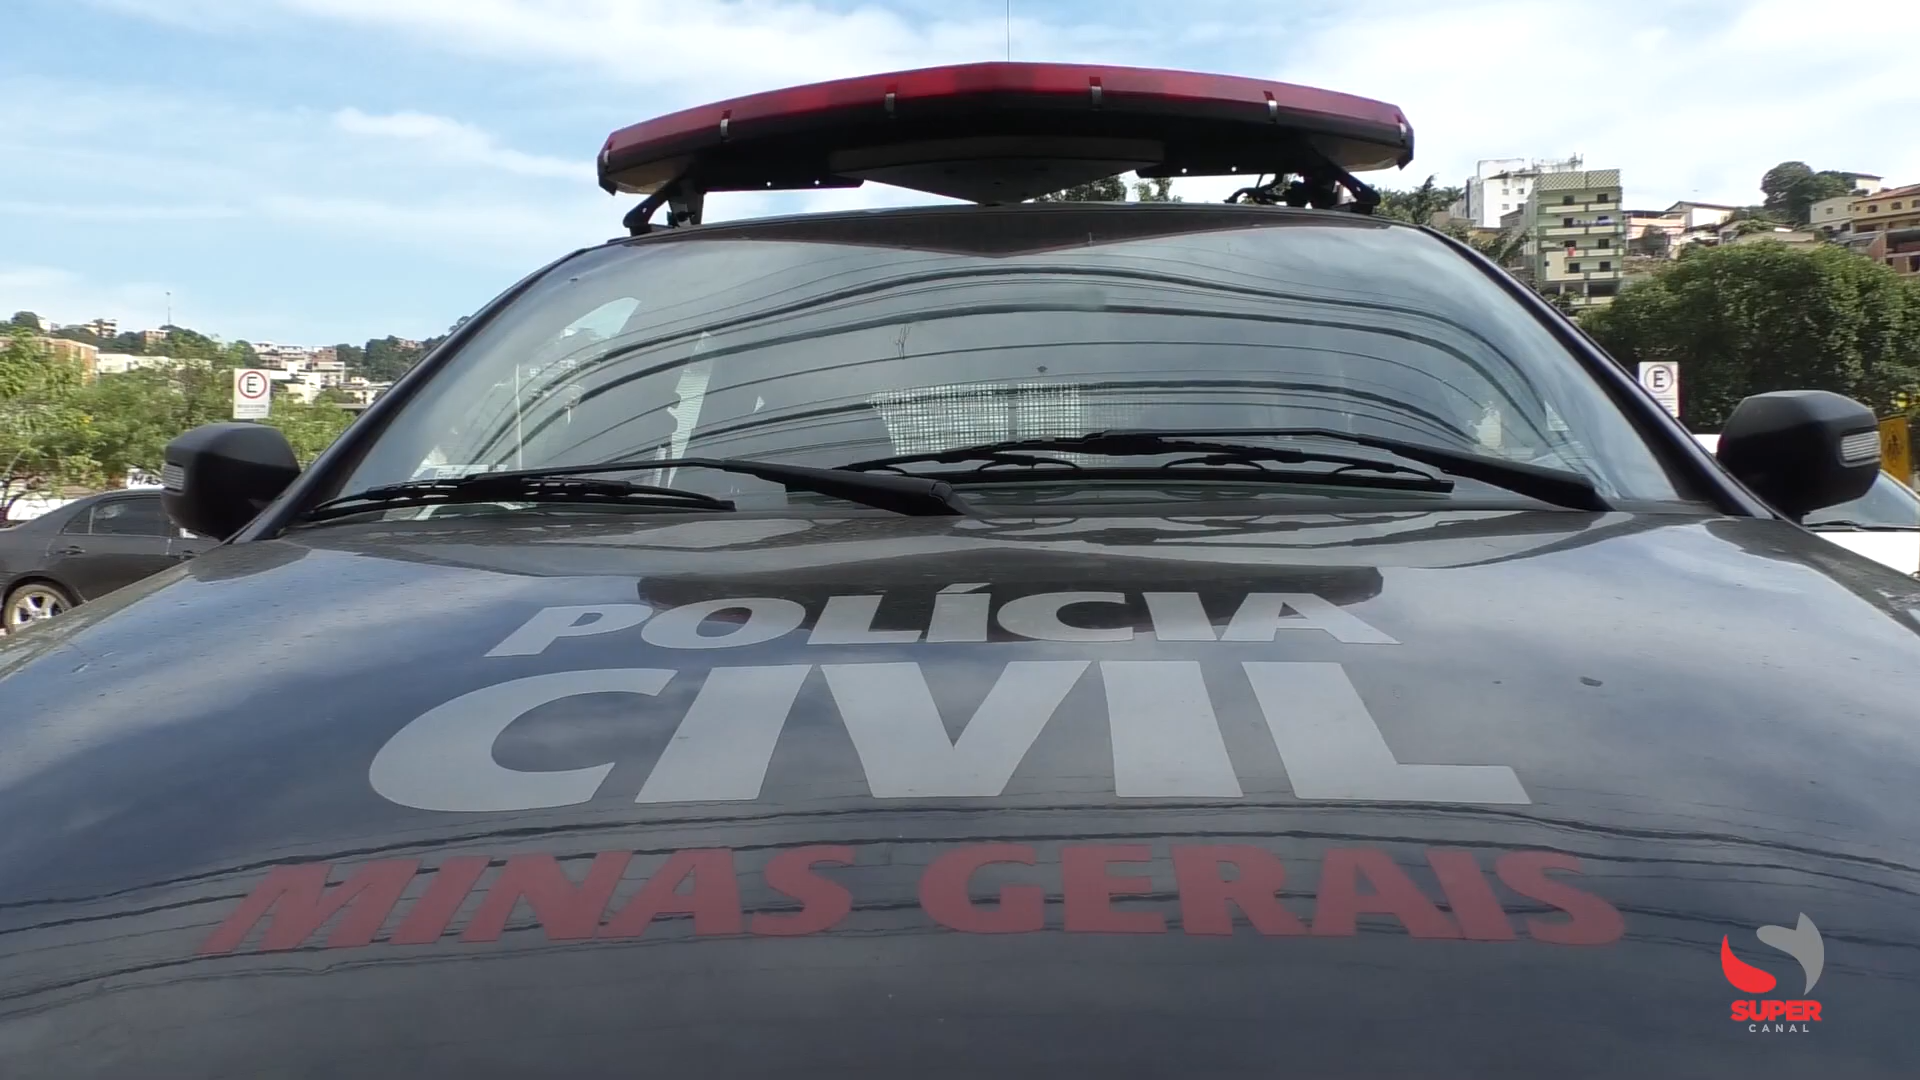 E
E
POLÍCIA
CIVIL
MINAS GERAIS
SUPER
CANAL